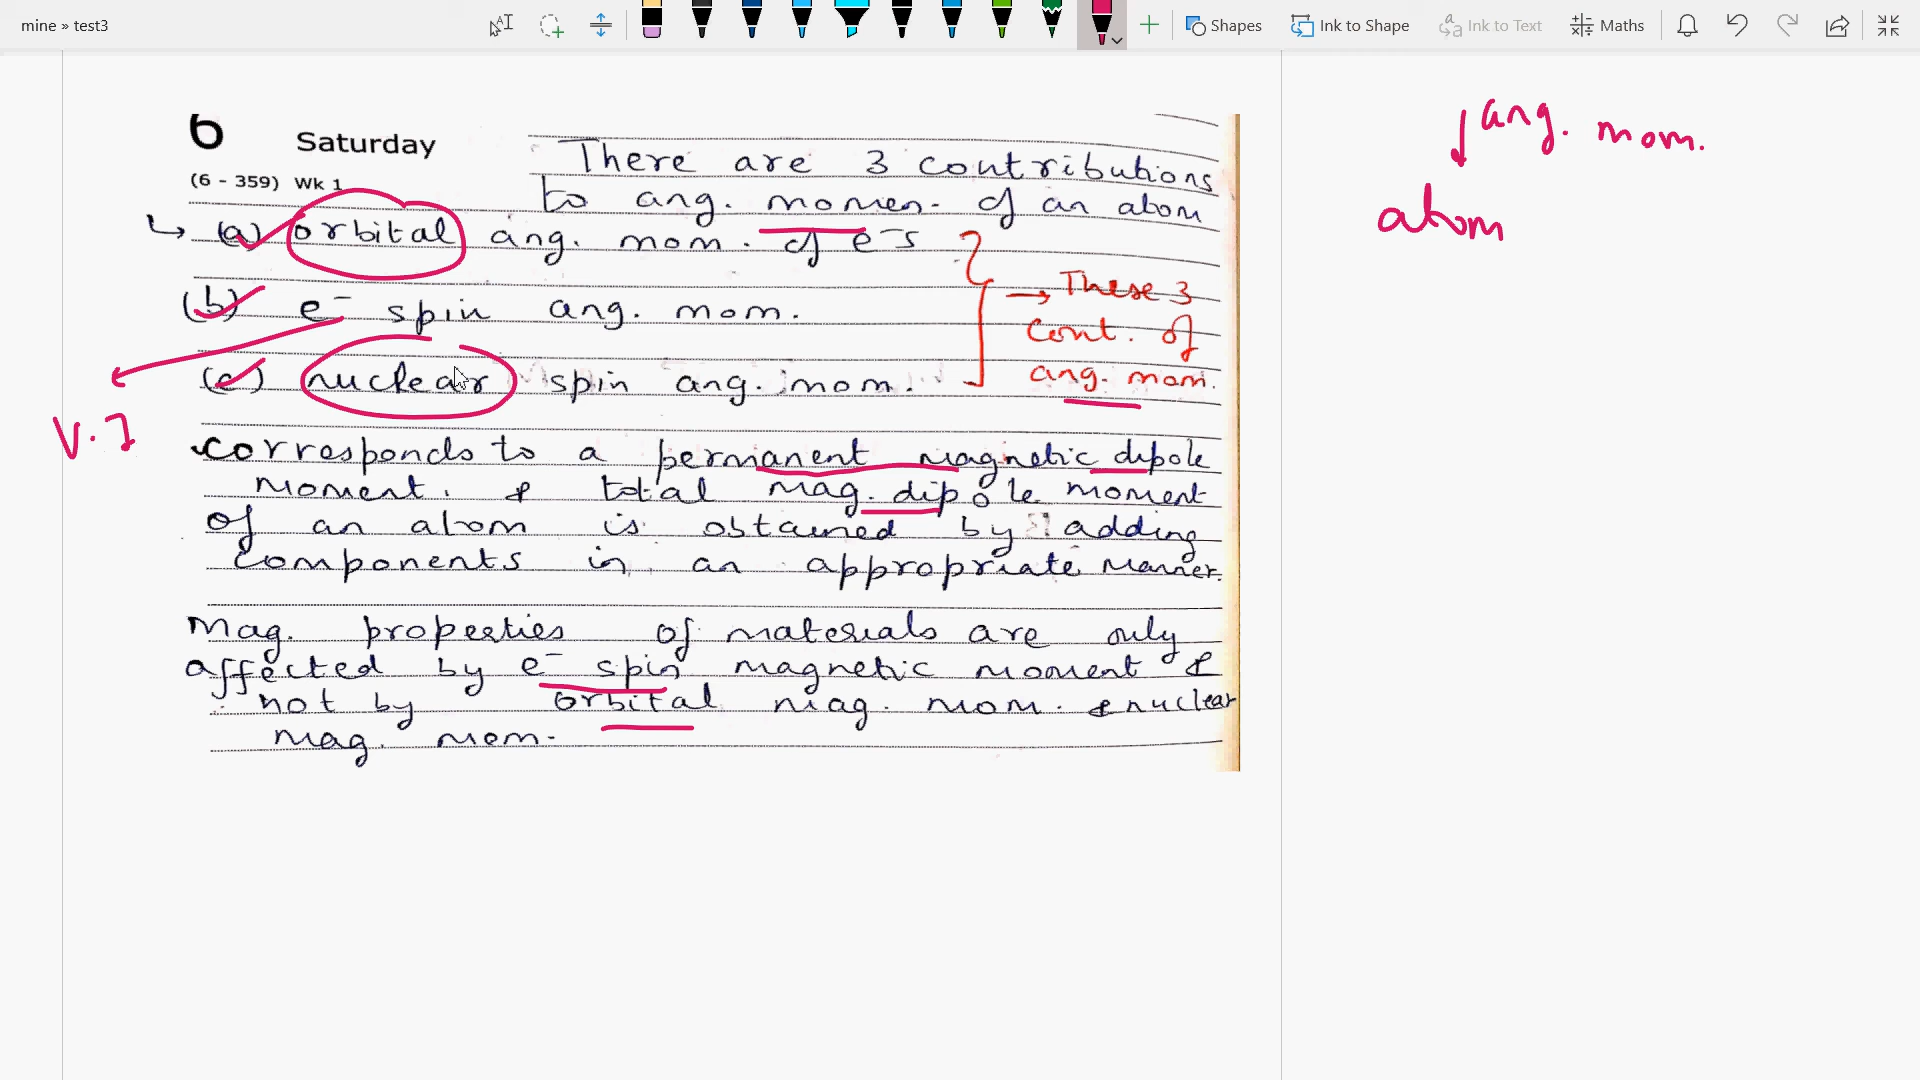 mine » test3
Shapes
Ink to Shape
Ink to Text
Maths
6 Saturday
(6 - 359) Wk 1
There are 3 contributions
to ang. momen. of an atom
(a) orbital ang. mom. of e-s
(b) e- spin ang. mom.
(c) nuclear spin ang. mom.
→ These 3
Cont. of
ang. mom.
V. I
corresponds to a permanent magnetic dipole
moment. & total mag. dipole moment
of an atom is obtained by adding
components in an appropriate manner.
Mag. properties of materials are only
affected by e- spin magnetic moment &
not by orbital mag. mom. & nuclear
mag. mom.
ang. mom.
atom